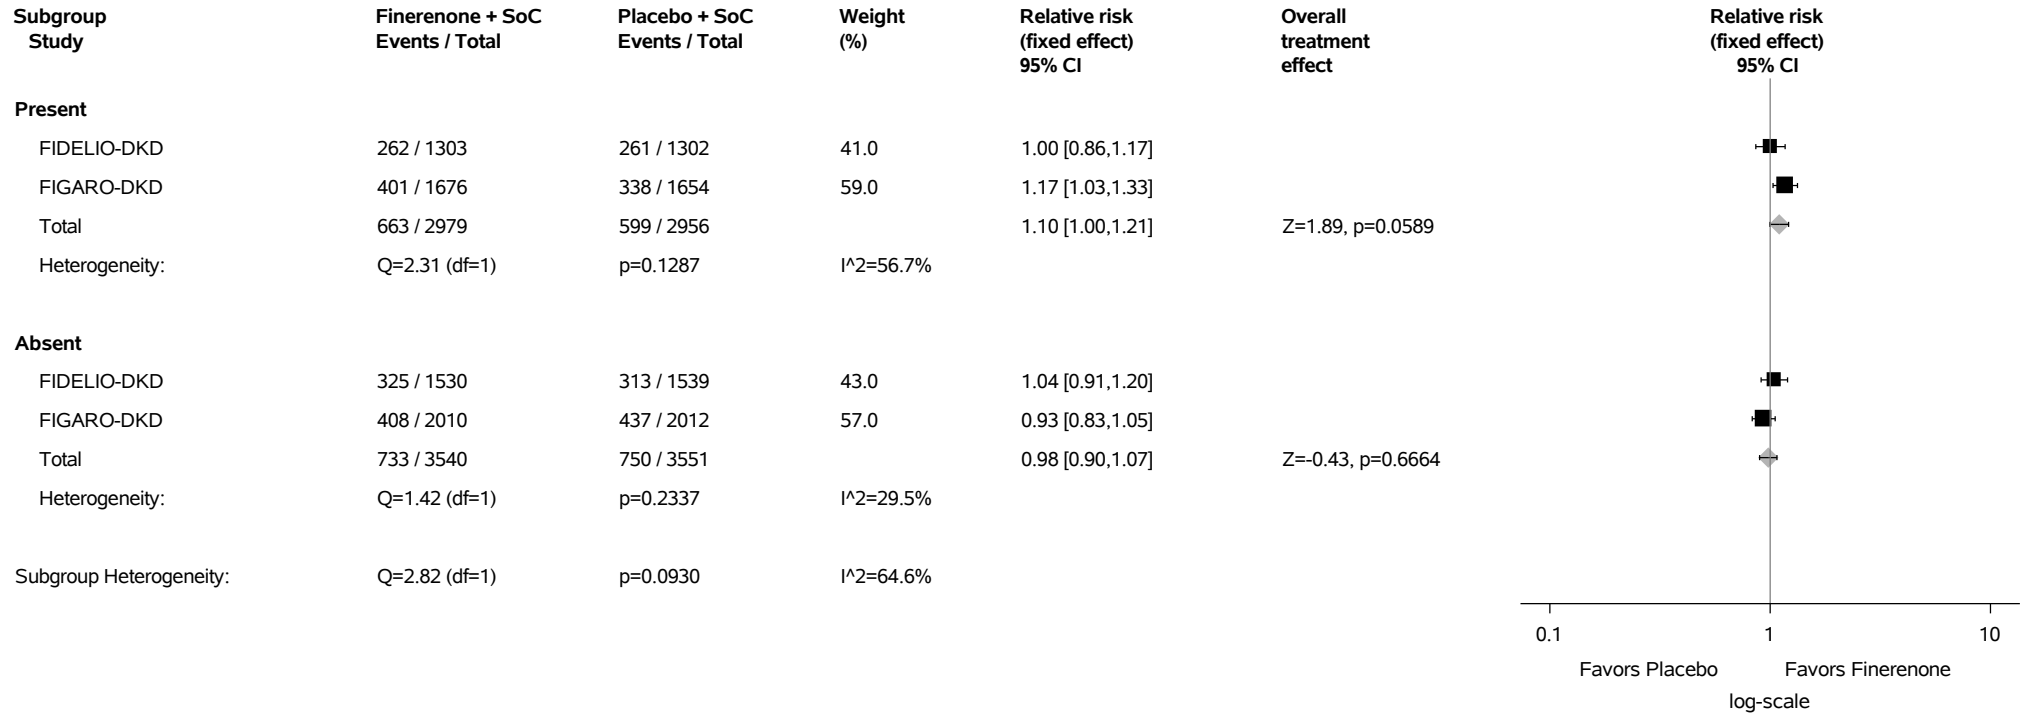 Subgroup Finerenone + SoC Placebo + SoC Weight Relative risk Overall Relative risk
Study Events / Total Events / Total (%) (fixed effect) treatment (fixed effect)
95% CI effect 95% CI
Present
FIDELIO-DKD 262 / 1303 261 / 1302 41.0 1.00 [0.86,1.17]
FIGARO-DKD 401 / 1676 338 / 1654 59.0 1.17 [1.03,1.33]
Total 663 / 2979 599 / 2956 1.10 [1.00,1.21] Z=1.89, p=0.0589
Heterogeneity: Q=2.31 (df=1) p=0.1287 I^2=56.7%
Absent
FIDELIO-DKD 325 / 1530 313 / 1539 43.0 1.04 [0.91,1.20]
FIGARO-DKD 408 / 2010 437 / 2012 57.0 0.93 [0.83,1.05]
Total 733 / 3540 750 / 3551 0.98 [0.90,1.07] Z=-0.43, p=0.6664
Heterogeneity: Q=1.42 (df=1) p=0.2337 I^2=29.5%
Subgroup Heterogeneity: Q=2.82 (df=1) p=0.0930 I^2=64.6%
0.1 1 10
Favors Placebo Favors Finerenone
log-scale